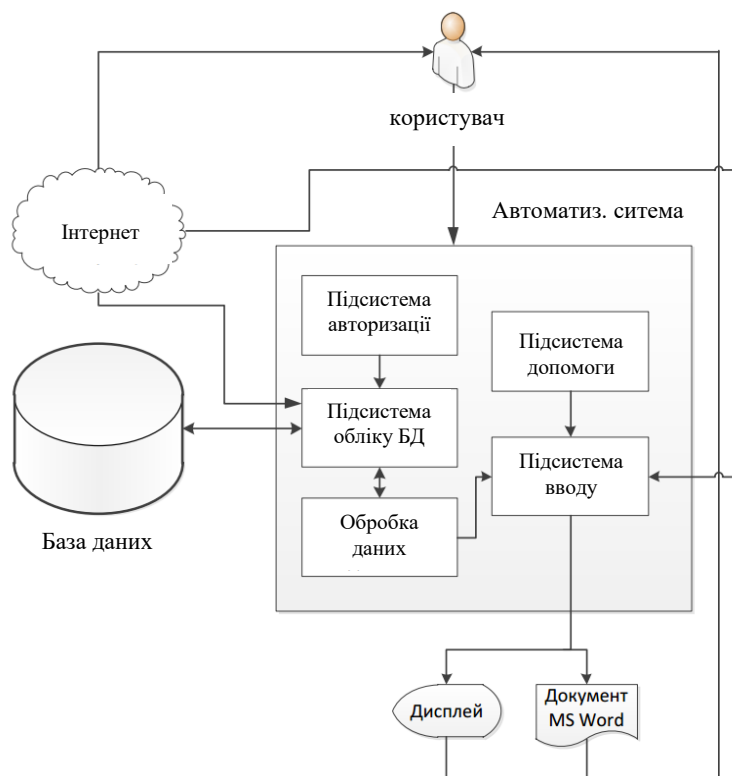 користувач
Автоматиз. ситема
Інтернет
Підсистема
авторизації
Підсистема
допомоги
Підсистема
обліку БД
Підсистема
вводу
База даних
Обробка
даних
Дисплей
Документ
MS Word